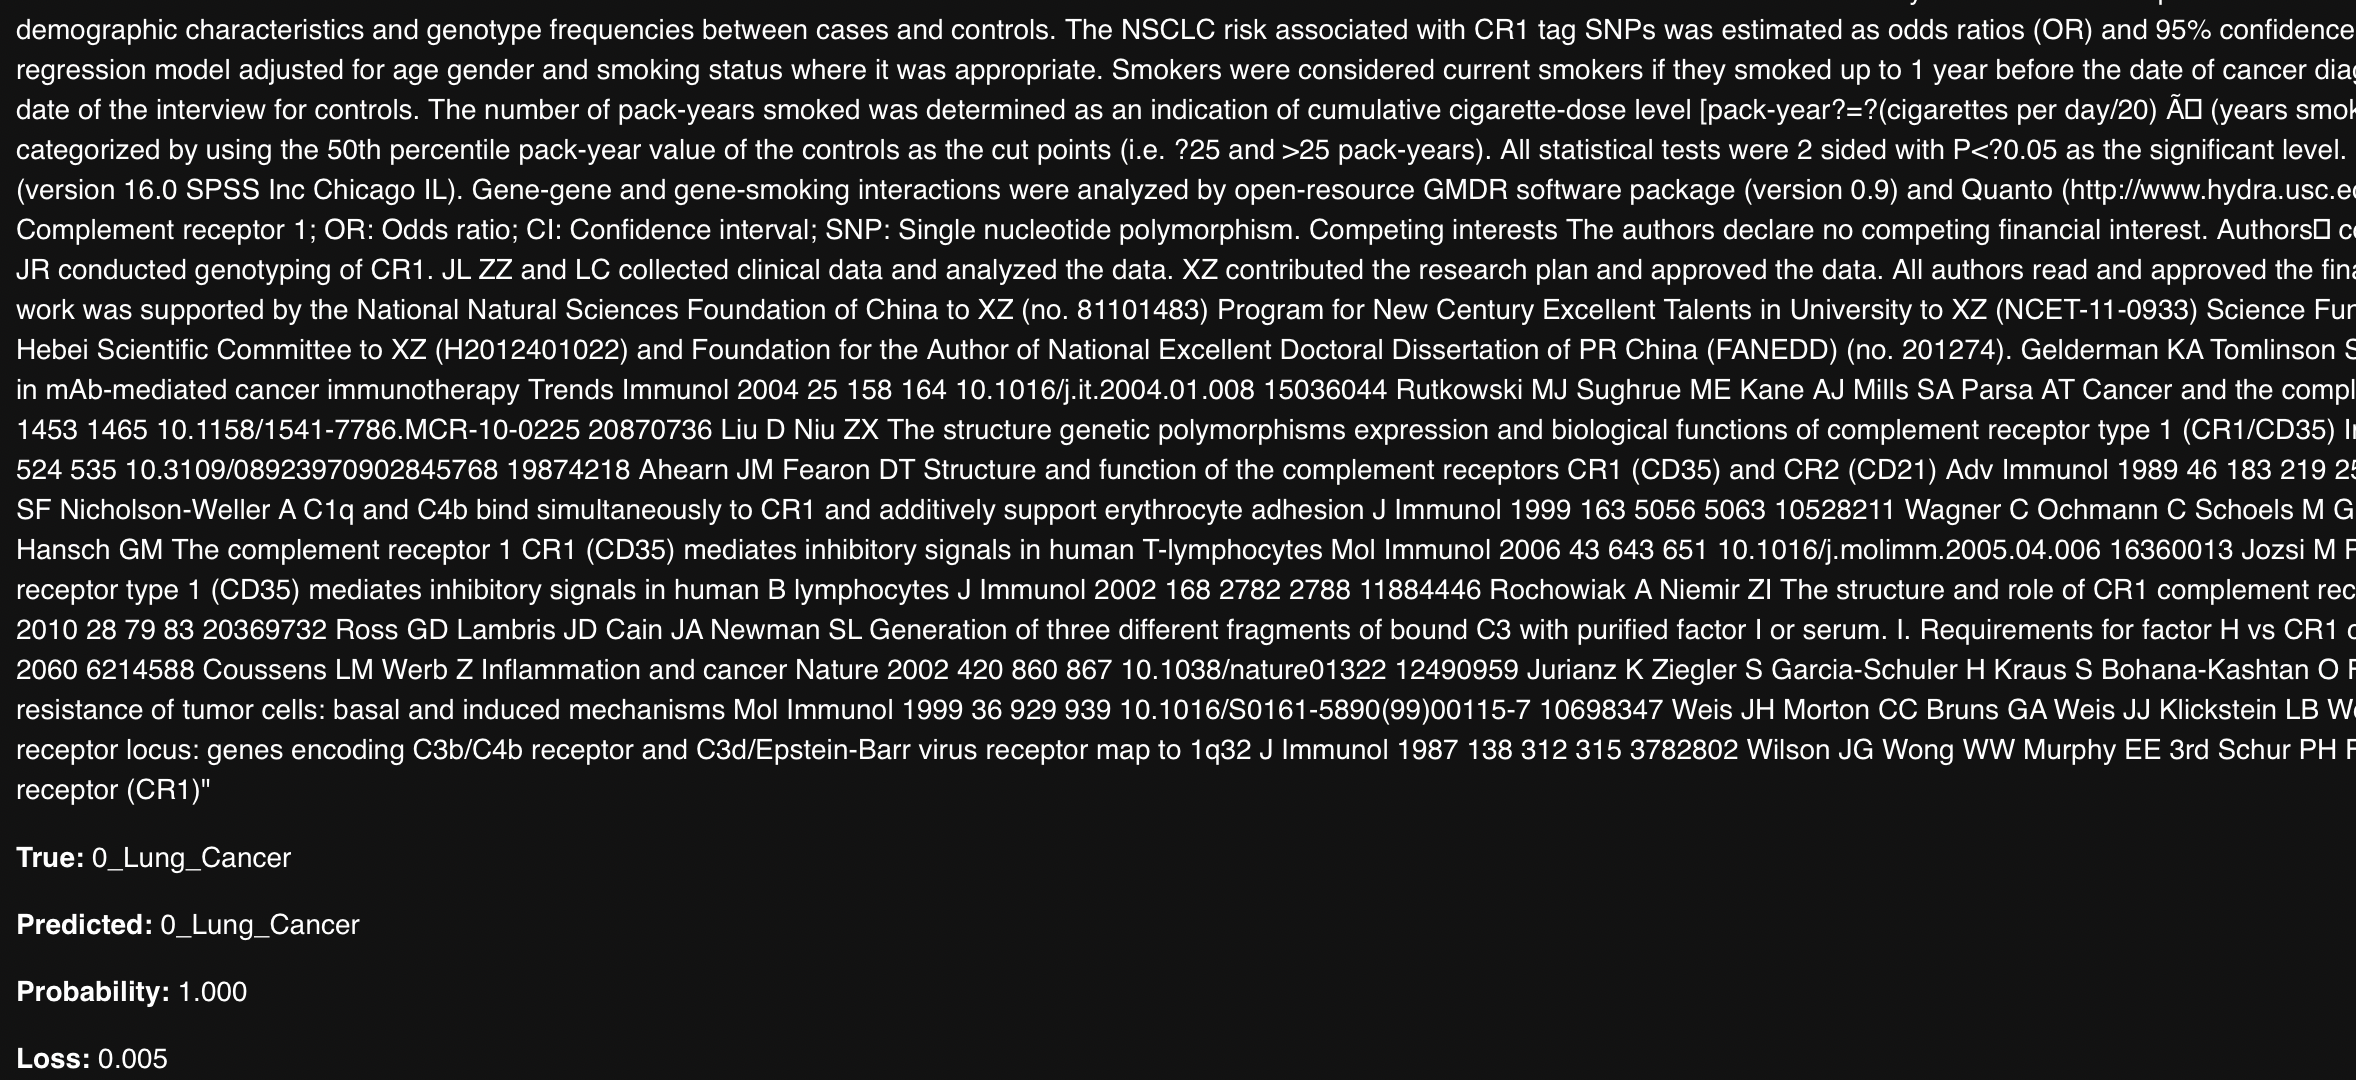 demographic characteristics and genotype frequencies between cases and controls. The NSCLC risk associated with CR1 tag SNPs was estimated as odds ratios (OR) and 95% confidence
regression model adjusted for age gender and smoking status where it was appropriate. Smokers were considered current smokers if they smoked up to 1 year before the date of cancer diag
date of the interview for controls. The number of pack-years smoked was determined as an indication of cumulative cigarette-dose level [pack-year?=?(cigarettes per day/20) Ã□ (years smok
categorized by using the 50th percentile pack-year value of the controls as the cut points (i.e. ?25 and >25 pack-years). All statistical tests were 2 sided with P<?0.05 as the significant level.
(version 16.0 SPSS Inc Chicago IL). Gene-gene and gene-smoking interactions were analyzed by open-resource GMDR software package (version 0.9) and Quanto (http://www.hydra.usc.e
Complement receptor 1; OR: Odds ratio; CI: Confidence interval; SNP: Single nucleotide polymorphism. Competing interests The authors declare no competing financial interest. Authors□ c
JR conducted genotyping of CR1. JL ZZ and LC collected clinical data and analyzed the data. XZ contributed the research plan and approved the data. All authors read and approved the fina
work was supported by the National Natural Sciences Foundation of China to XZ (no. 81101483) Program for New Century Excellent Talents in University to XZ (NCET-11-0933) Science Fun
Hebei Scientific Committee to XZ (H2012401022) and Foundation for the Author of National Excellent Doctoral Dissertation of PR China (FANEDD) (no. 201274). Gelderman KA Tomlinson S
in mAb-mediated cancer immunotherapy Trends Immunol 2004 25 158 164 10.1016/j.it.2004.01.008 15036044 Rutkowski MJ Sughrue ME Kane AJ Mills SA Parsa AT Cancer and the compl
1453 1465 10.1158/1541-7786.MCR-10-0225 20870736 Liu D Niu ZX The structure genetic polymorphisms expression and biological functions of complement receptor type 1 (CR1/CD35) I
524 535 10.3109/08923970902845768 19874218 Ahearn JM Fearon DT Structure and function of the complement receptors CR1 (CD35) and CR2 (CD21) Adv Immunol 1989 46 183 219 25
SF Nicholson-Weller A C1q and C4b bind simultaneously to CR1 and additively support erythrocyte adhesion J Immunol 1999 163 5056 5063 10528211 Wagner C Ochmann C Schoels M G
Hansch GM The complement receptor 1 CR1 (CD35) mediates inhibitory signals in human T-lymphocytes Mol Immunol 2006 43 643 651 10.1016/j.molimm.2005.04.006 16360013 Jozsi M
receptor type 1 (CD35) mediates inhibitory signals in human B lymphocytes J Immunol 2002 168 2782 2788 11884446 Rochowiak A Niemir ZI The structure and role of CR1 complement rec
2010 28 79 83 20369732 Ross GD Lambris JD Cain JA Newman SL Generation of three different fragments of bound C3 with purified factor I or serum. I. Requirements for factor H vs CR1
2060 6214588 Coussens LM Werb Z Inflammation and cancer Nature 2002 420 860 867 10.1038/nature01322 12490959 Jurianz K Ziegler S Garcia-Schuler H Kraus S Bohana-Kashtan O
resistance of tumor cells: basal and induced mechanisms Mol Immunol 1999 36 929 939 10.1016/S0161-5890(99)00115-7 10698347 Weis JH Morton CC Bruns GA Weis JJ Klickstein LB W
receptor locus: genes encoding C3b/C4b receptor and C3d/Epstein-Barr virus receptor map to 1q32 J Immunol 1987 138 312 315 3782802 Wilson JG Wong WW Murphy EE 3rd Schur PH
receptor (CR1)"
True: 0_Lung_Cancer
Predicted: 0_Lung_Cancer
Probability: 1.000
Loss: 0.005